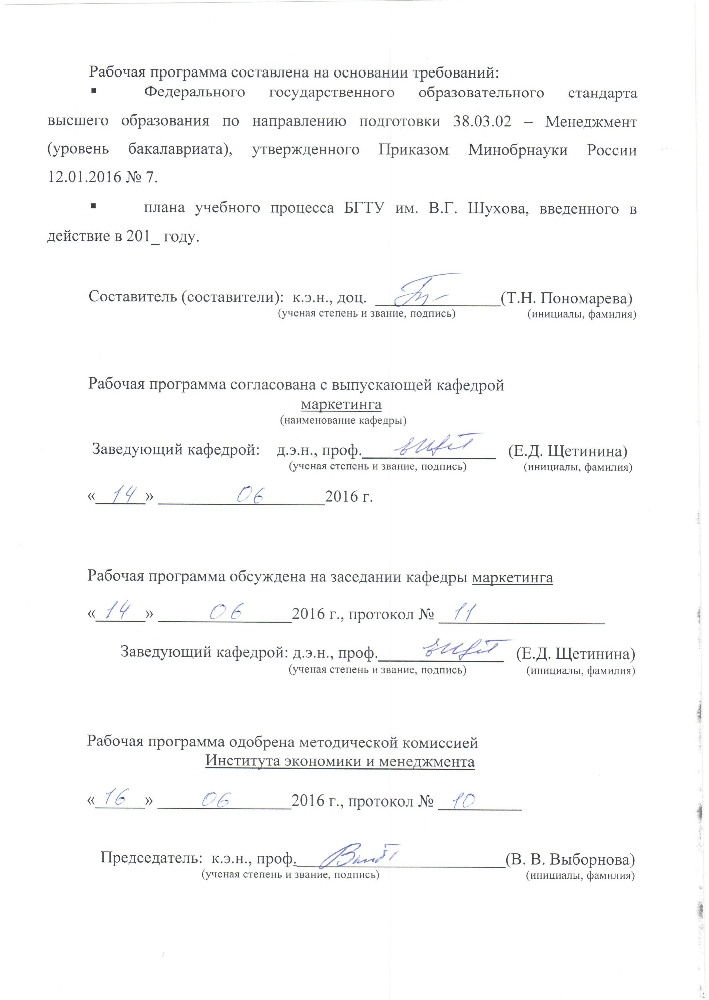 Рабочая программа составлена на основании требований:
▪ Федерального государственного образовательного стандарта
высшего образования по направлению подготовки 38.03.02 – Менеджмент
(уровень бакалавриата), утвержденного Приказом Минобрнауки России
12.01.2016 № 7.
▪ плана учебного процесса БГТУ им. В.Г. Шухова, введенного в
действие в 201_ году.
Составитель (составители): к.э.н., доц. _______________(Т.Н. Пономарева)
(ученая степень и звание, подпись) (инициалы, фамилия)
Рабочая программа согласована с выпускающей кафедрой
маркетинга
(наименование кафедры)
Заведующий кафедрой: д.э.н., проф.________________ (Е.Д. Щетинина)
(ученая степень и звание, подпись) (инициалы, фамилия)
«14» 06 2016 г.
Рабочая программа обсуждена на заседании кафедры маркетинга
«14» 06 2016 г., протокол № 11
Заведующий кафедрой: д.э.н., проф._______________ (Е.Д. Щетинина)
(ученая степень и звание, подпись) (инициалы, фамилия)
Рабочая программа одобрена методической комиссией
Института экономики и менеджмента
«16» 06 2016 г., протокол № 10
Председатель: к.э.н., проф._________________________(В. В. Выборнова)
(ученая степень и звание, подпись) (инициалы, фамилия)